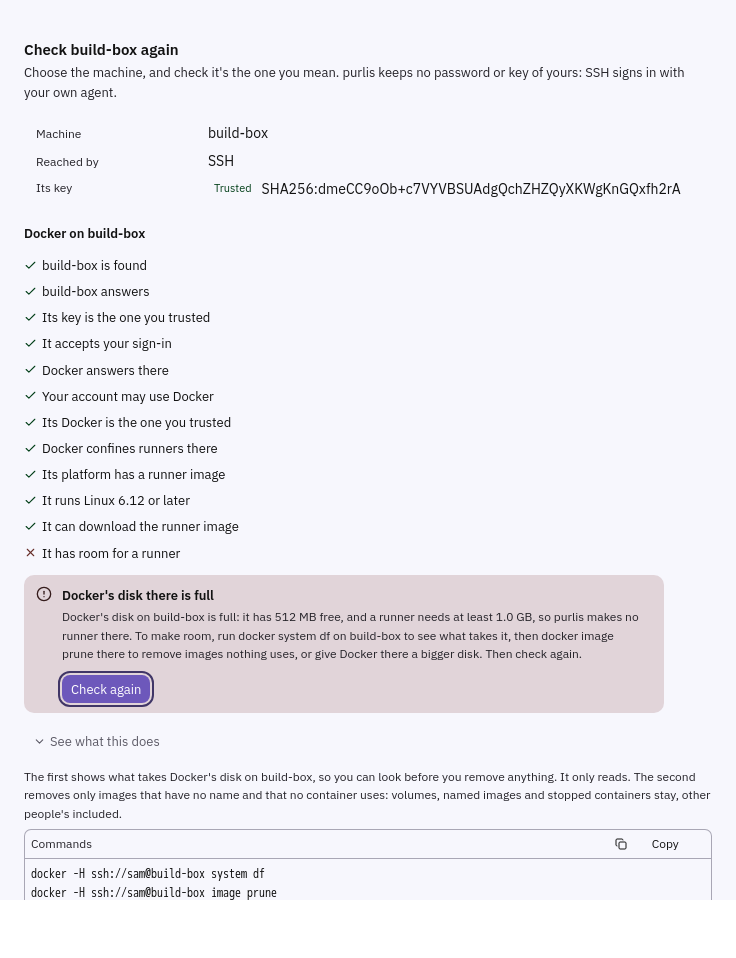 Check build-box again
Choose the machine, and check it's the one you mean. purlis keeps no password or key of yours: SSH signs in with
your own agent.
Machine build-box
Reached by SSH
Its key Trusted SHA256:dmeCC9oOb+c7VYVBSUAdgQchZHZQyXKWgKnGQxfh2rA
Docker on build-box
build-box is found
build-box answers
Its key is the one you trusted
It accepts your sign-in
Docker answers there
Your account may use Docker
Its Docker is the one you trusted
Docker confines runners there
Its platform has a runner image
It runs Linux 6.12 or later
It can download the runner image
It has room for a runner
Docker's disk there is full
Docker's disk on build-box is full: it has 512 MB free, and a runner needs at least 1.0 GB, so purlis makes no
runner there. To make room, run docker system df on build-box to see what takes it, then docker image
prune there to remove images nothing uses, or give Docker there a bigger disk. Then check again.
Check again
See what this does
The first shows what takes Docker's disk on build-box, so you can look before you remove anything. It only reads. The second
removes only images that have no name and that no container uses: volumes, named images and stopped containers stay, other
people's included.
Commands Copy
docker -H ssh://sam@build-box system df
docker -H ssh://sam@build-box image prune